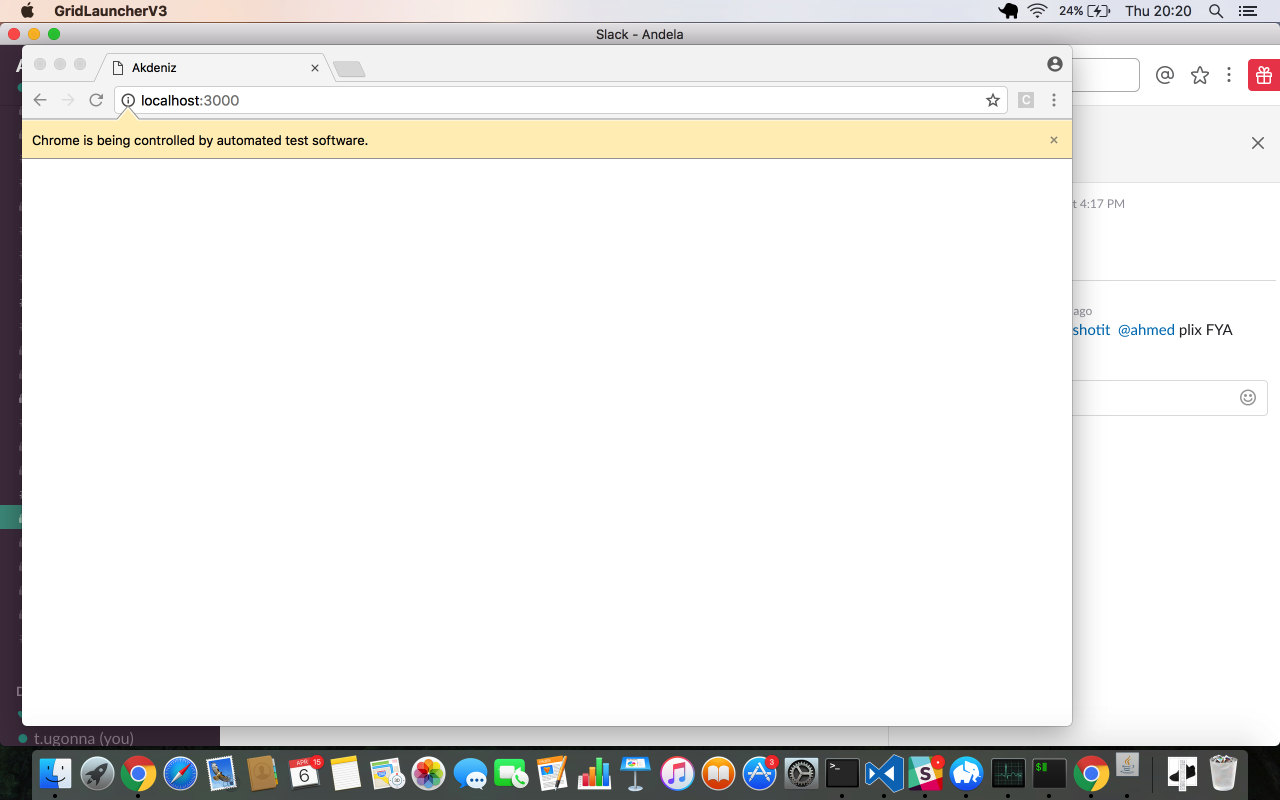 GridLauncherV3
24%
Thu 20:20
Slack - Andela
Akdeniz
localhost:3000
C
Chrome is being controlled by automated test software.
t 4:17 PM
ago
shotit @ahmed plix FYA
t.ugonna (you)
APR 15
6
3
>_
$